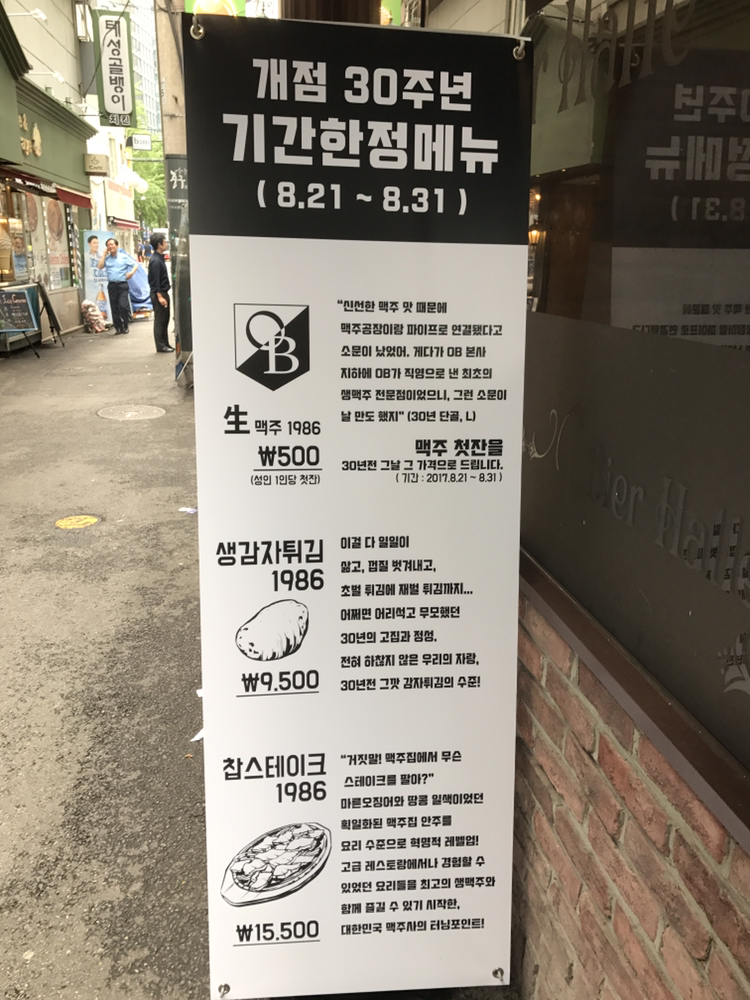 태성골뱅이
치킨
개점 30주년
기간한정메뉴
( 8.21 ~ 8.31 )
OB
生 맥주 1986
₩500
(성인 1인당 첫잔)
“신선한 맥주 맛 때문에
맥주공장이랑 파이프로 연결됐다고
소문이 났었어. 게다가 OB 본사
지하에 OB가 직영으로 낸 최초의
생맥주 전문점이었으니, 그런 소문이
날 만도 했지” (30년 단골, L)
맥주 첫잔을
30년전 그날 그 가격으로 드립니다.
( 기간 : 2017.8.21 ~ 8.31 )
생감자튀김
1986
₩9.500
이걸 다 일일이
삶고, 껍질 벗겨내고,
초벌 튀김에 재벌 튀김까지...
어쩌면 어리석고 무모했던
30년의 고집과 정성.
전혀 하찮지 않은 우리의 자랑,
30년전 그깟 감자튀김의 수준!
찹스테이크
1986
₩15.500
“거짓말! 맥주집에서 무슨
스테이크를 팔아?”
마른오징어와 땅콩 일색이었던
획일화된 맥주집 안주를
요리 수준으로 혁명적 레벨업!
고급 레스토랑에서나 경험할 수
있었던 요리들을 최고의 생맥주와
함께 즐길 수 있기 시작한,
대한민국 맥주사의 터닝포인트!
Bier Halle